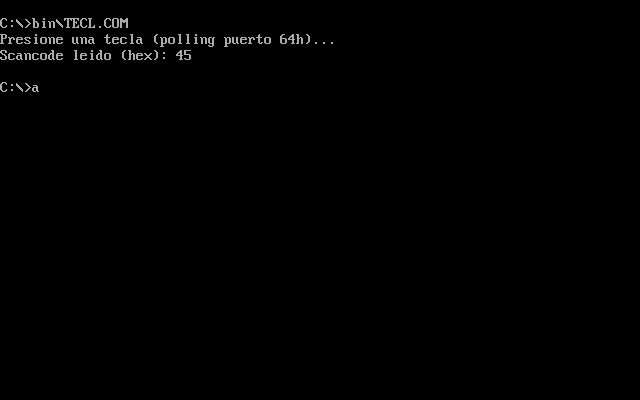 C:\>bin\TECL.COM
Presione una tecla (polling puerto 64h)...
Scancode leido (hex): 45
C:\>a